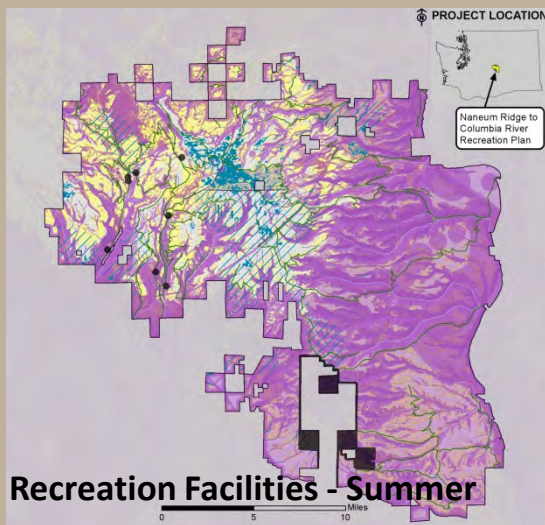 PROJECT LOCATION
Naneum Ridge to
Columbia River
Recreation Plan
Recreation Facilities - Summer
Miles
0 5 10